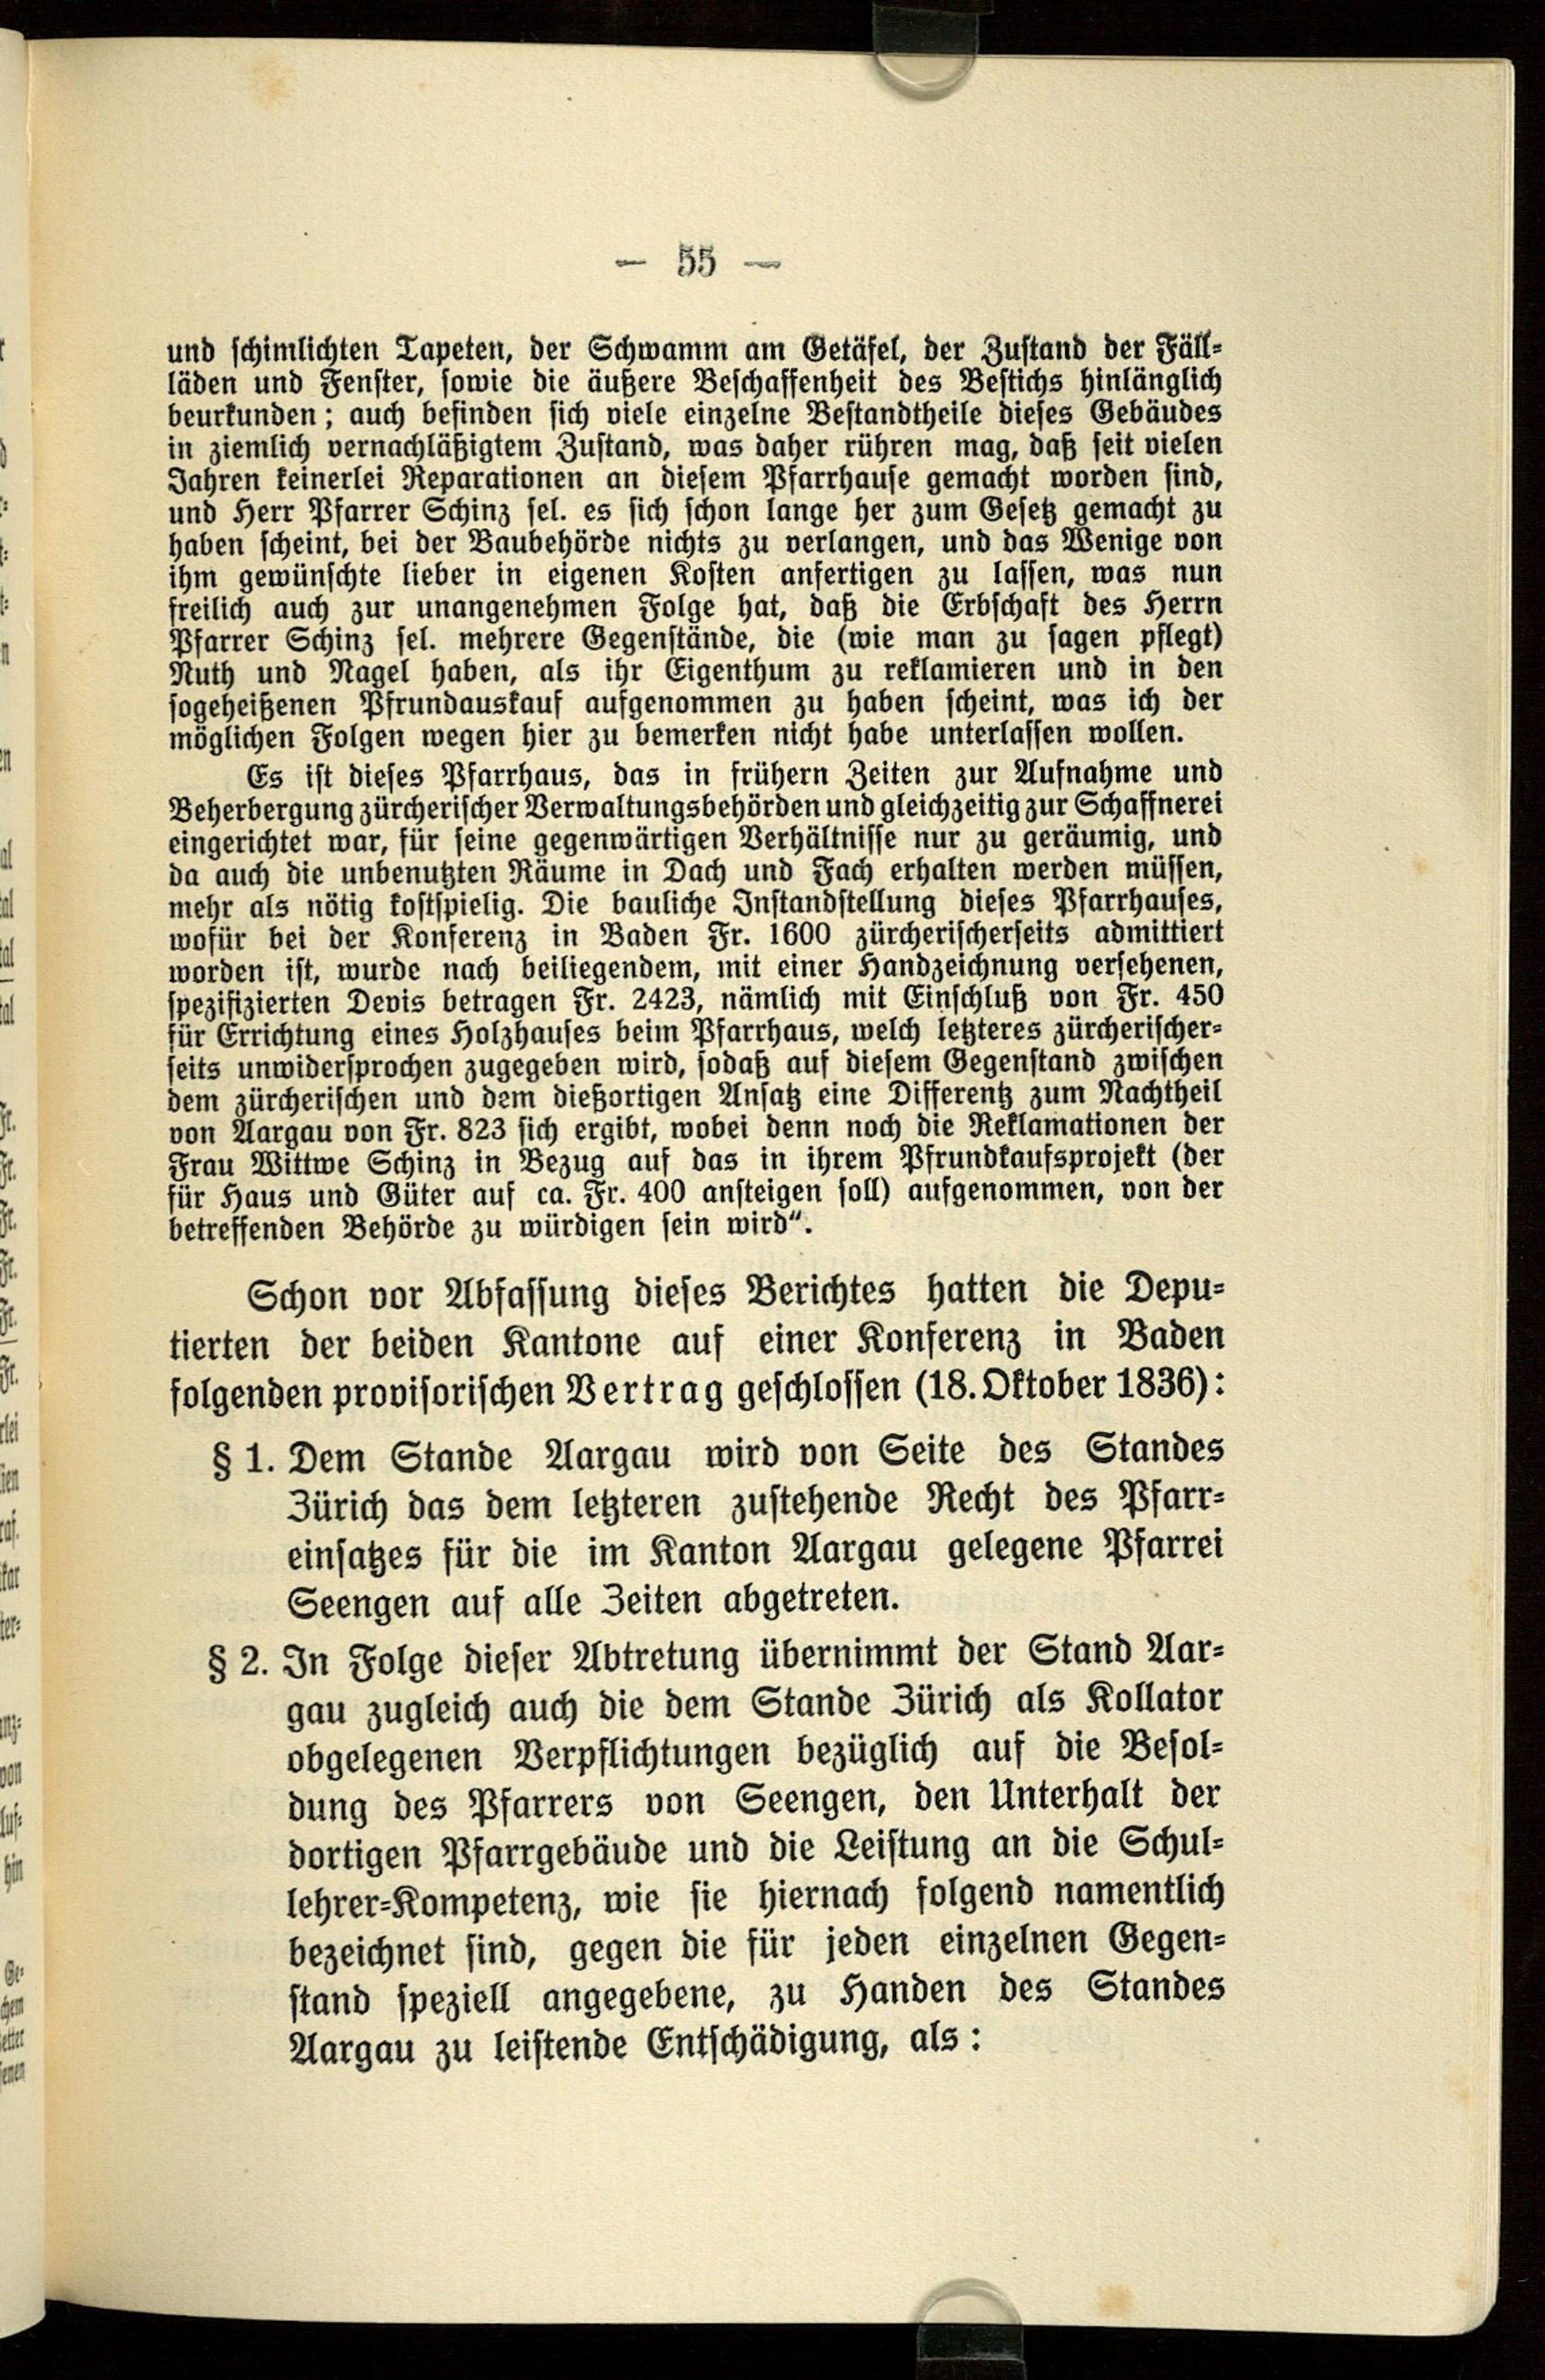 — 55 —
und schimlichten Tapeten, der Schwamm am Getäfel, der Zustand der Fäll-
läden und Fenster, sowie die äußere Beschaffenheit des Bestichs hinlänglich
beurkunden; auch befinden sich viele einzelne Bestandtheile dieses Gebäudes
in ziemlich vernachläßigtem Zustand, was daher rühren mag, daß seit vielen
Jahren keinerlei Reparationen an diesem Pfarrhause gemacht worden sind,
und Herr Pfarrer Schinz sel. es sich schon lange her zum Gesetz gemacht zu
haben scheint, bei der Baubehörde nichts zu verlangen, und das Wenige von
ihm gewünschte lieber in eigenen Kosten anfertigen zu lassen, was nun
freilich auch zur unangenehmen Folge hat, daß die Erbschaft des Herrn
Pfarrer Schinz sel. mehrere Gegenstände, die (wie man zu sagen pflegt)
Nuth und Nagel haben, als ihr Eigenthum zu reklamieren und in den
sogeheißenen Pfrundauskauf aufgenommen zu haben scheint, was ich der
möglichen Folgen wegen hier zu bemerken nicht habe unterlassen wollen.
Es ist dieses Pfarrhaus, das in frühern Zeiten zur Aufnahme und
Beherbergung zürcherischer Verwaltungsbehörden und gleichzeitig zur Schaffnerei
eingerichtet war, für seine gegenwärtigen Verhältnisse nur zu geräumig, und
da auch die unbenutzten Räume in Dach und Fach erhalten werden müssen,
mehr als nötig kostspielig. Die bauliche Instandstellung dieses Pfarrhauses,
wofür bei der Konferenz in Baden Fr. 1600 zürcherischerseits admittiert
worden ist, wurde nach beiliegendem, mit einer Handzeichnung versehenen,
spezifizierten Devis betragen Fr. 2423, nämlich mit Einschluß von Fr. 450
für Errichtung eines Holzhauses beim Pfarrhaus, welch letzteres zürcherischer-
seits unwidersprochen zugegeben wird, sodaß auf diesem Gegenstand zwischen
dem zürcherischen und dem dießortigen Ansatz eine Differentz zum Nachtheil
von Aargau von Fr. 823 sich ergibt, wobei denn noch die Reklamationen der
Frau Wittwe Schinz in Bezug auf das in ihrem Pfrundkaufsprojekt (der
für Haus und Güter auf ca. Fr. 400 ansteigen soll) aufgenommen, von der
betreffenden Behörde zu würdigen sein wird“.
Schon vor Abfassung dieses Berichtes hatten die Depu-
tierten der beiden Kantone auf einer Konferenz in Baden
folgenden provisorischen Vertrag geschlossen (18. Oktober 1836):
§ 1. Dem Stande Aargau wird von Seite des Standes
Zürich das dem letzteren zustehende Recht des Pfarr-
einsatzes für die im Kanton Aargau gelegene Pfarrei
Seengen auf alle Zeiten abgetreten.
§ 2. In Folge dieser Abtretung übernimmt der Stand Aar-
gau zugleich auch die dem Stande Zürich als Kollator
obgelegenen Verpflichtungen bezüglich auf die Besol-
dung des Pfarrers von Seengen, den Unterhalt der
dortigen Pfarrgebäude und die Leistung an die Schul-
lehrer-Kompetenz, wie sie hiernach folgend namentlich
bezeichnet sind, gegen die für jeden einzelnen Gegen-
stand speziell angegebene, zu Handen des Standes
Aargau zu leistende Entschädigung, als: